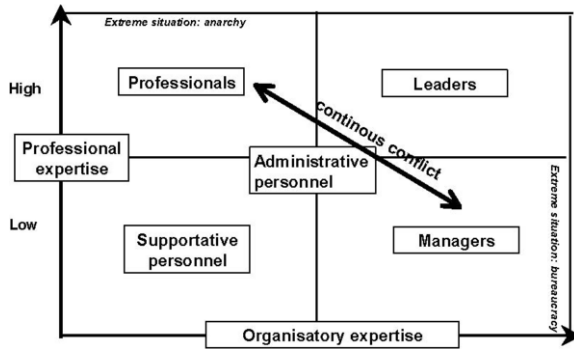 Extreme situation: anarchy
High
Professionals
Leaders
continous conflict
Professional
expertise
Administrative
personnel
Extreme situation: bureaucracy
Low
Supportative
personnel
Managers
Organisatory expertise